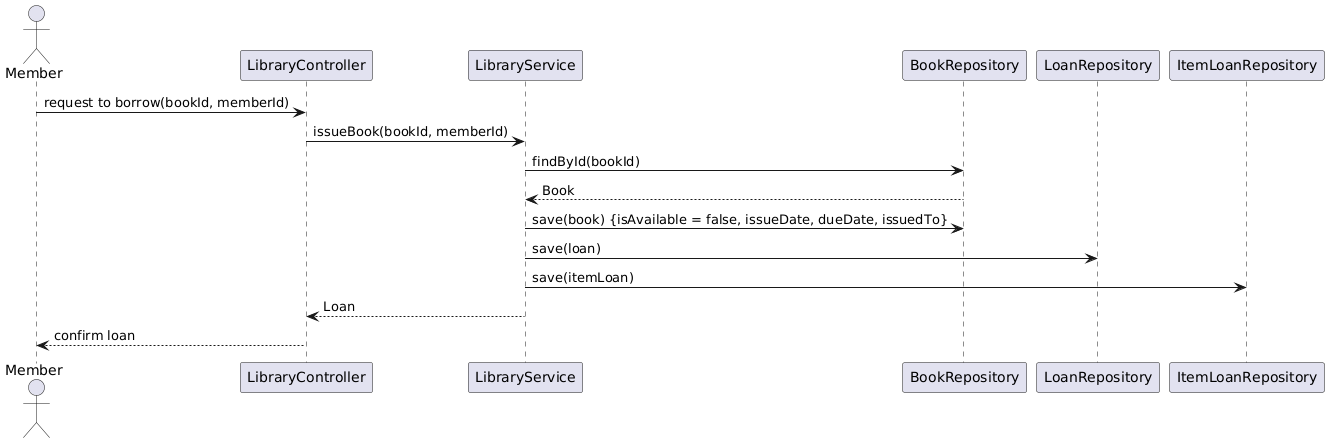 Member
LibraryController
LibraryService
BookRepository
LoanRepository
ItemLoanRepository
request to borrow(bookId, memberId)
issueBook(bookId, memberId)
findById(bookId)
Book
save(book) {isAvailable = false, issueDate, dueDate, issuedTo}
save(loan)
save(itemLoan)
Loan
confirm loan
Member
LibraryController
LibraryService
BookRepository
LoanRepository
ItemLoanRepository